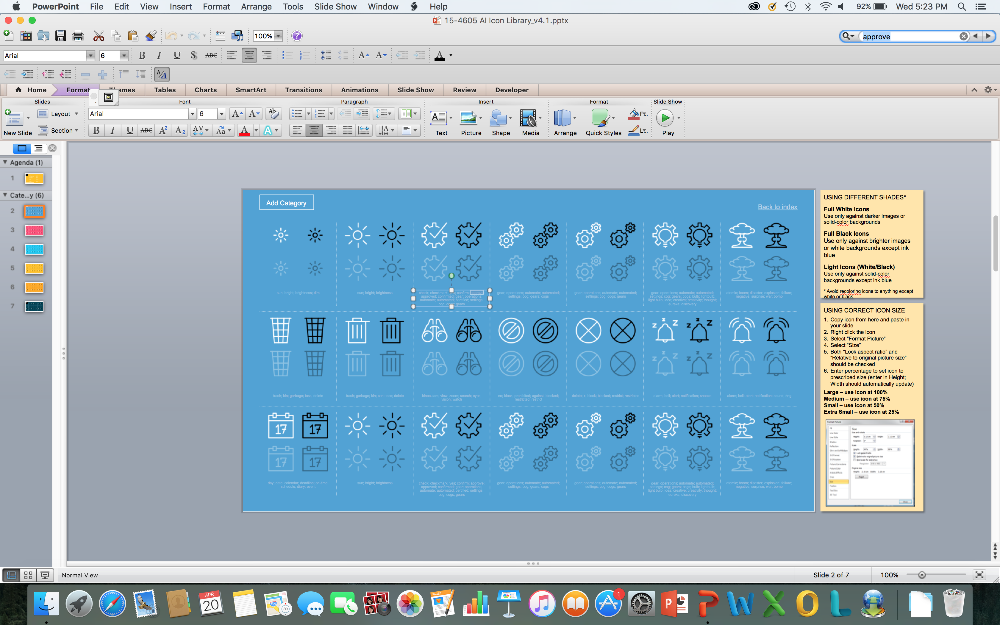 PowerPoint File Edit View Insert Format Arrange Tools Slide Show Window Help 92% Wed 5:23 PM
15-4605 AI Icon Library_v4.1.pptx
100%
approve
Arial 6
Home Format Themes Tables Charts SmartArt Transitions Animations Slide Show Review Developer
Slides Font Paragraph Insert Format Slide Show
Layout Arial 6
New Slide Section
Text Picture Shape Media Arrange Quick Styles Play
F...
L...
Agenda (1)
1
Cate...y (6)
2
3
4
5
6
7
Add Category
Back to index
sun; bright; brightness; dim
sun; bright; brightness
check; checkmark; yes; confirm;
approved; confirmed; gear; operations;
automate; automated; certified; settings;
gears
gear; operations; automate; automated;
settings; cog; gears; cogs
gear; operations; automate; automated;
settings; cog; cogs; gears
gear; operations; automate; automated;
settings; cog; gears; cogs; bulb; lightbulb;
light bulb; idea; creative; creativity; thought;
eureka; discovery
atomic; boom; disaster; explosion; failure;
negative; surprise; war; bomb
trash; bin; garbage; toss; delete
trash; garbage; bin; can; toss; delete
binoculars; view; zoom; search; eyes;
vision; watch
no; block; prohibited; against; blocked;
restricted; restrict
delete; x; block; blocked; restrict; restricted
alarm; bell; alert; notification; snooze
alarm; bell; alert; notification; sound; ring
17 17
17 17
day; date; calendar; deadline; on-time;
schedule; diary; event
sun; bright; brightness
check; checkmark; yes; confirm; approve;
approved; confirmed; gear; operations;
automate; automated; certified; settings;
cog; cogs; gears
gear; operations; automate; automated;
settings; cog; gears; cogs
gear; operations; automate; automated;
settings; cog; cogs; gears
gear; operations; automate; automated;
settings; cog; gears; cogs; bulb; lightbulb;
light bulb; idea; creative; creativity; thought;
eureka; discovery
atomic; boom; disaster; explosion; failure;
negative; surprise; war; bomb
USING DIFFERENT SHADES*
Full White Icons
Use only against darker images or
solid-color backgrounds
Full Black Icons
Use only against brighter images
or white backgrounds except ink
blue
Light Icons (White/Black)
Use only against solid-color
backgrounds except ink blue
* Avoid recoloring icons to anything except
white or black
USING CORRECT ICON SIZE
1. Copy icon from here and paste in
your slide
2. Right click the icon
3. Select “Format Picture”
4. Select “Size”
5. Both “Lock aspect ratio” and
“Relative to original picture size”
should be checked
6. Enter percentage to set icon to
prescribed size (enter in Height;
Width should automatically update)
Large – use icon at 100%
Medium – use icon at 75%
Small – use icon at 50%
Extra Small – use icon at 25%
Format Picture
Size
Normal View
Slide 2 of 7
100%
APR
20
PAGES
280
3D
1